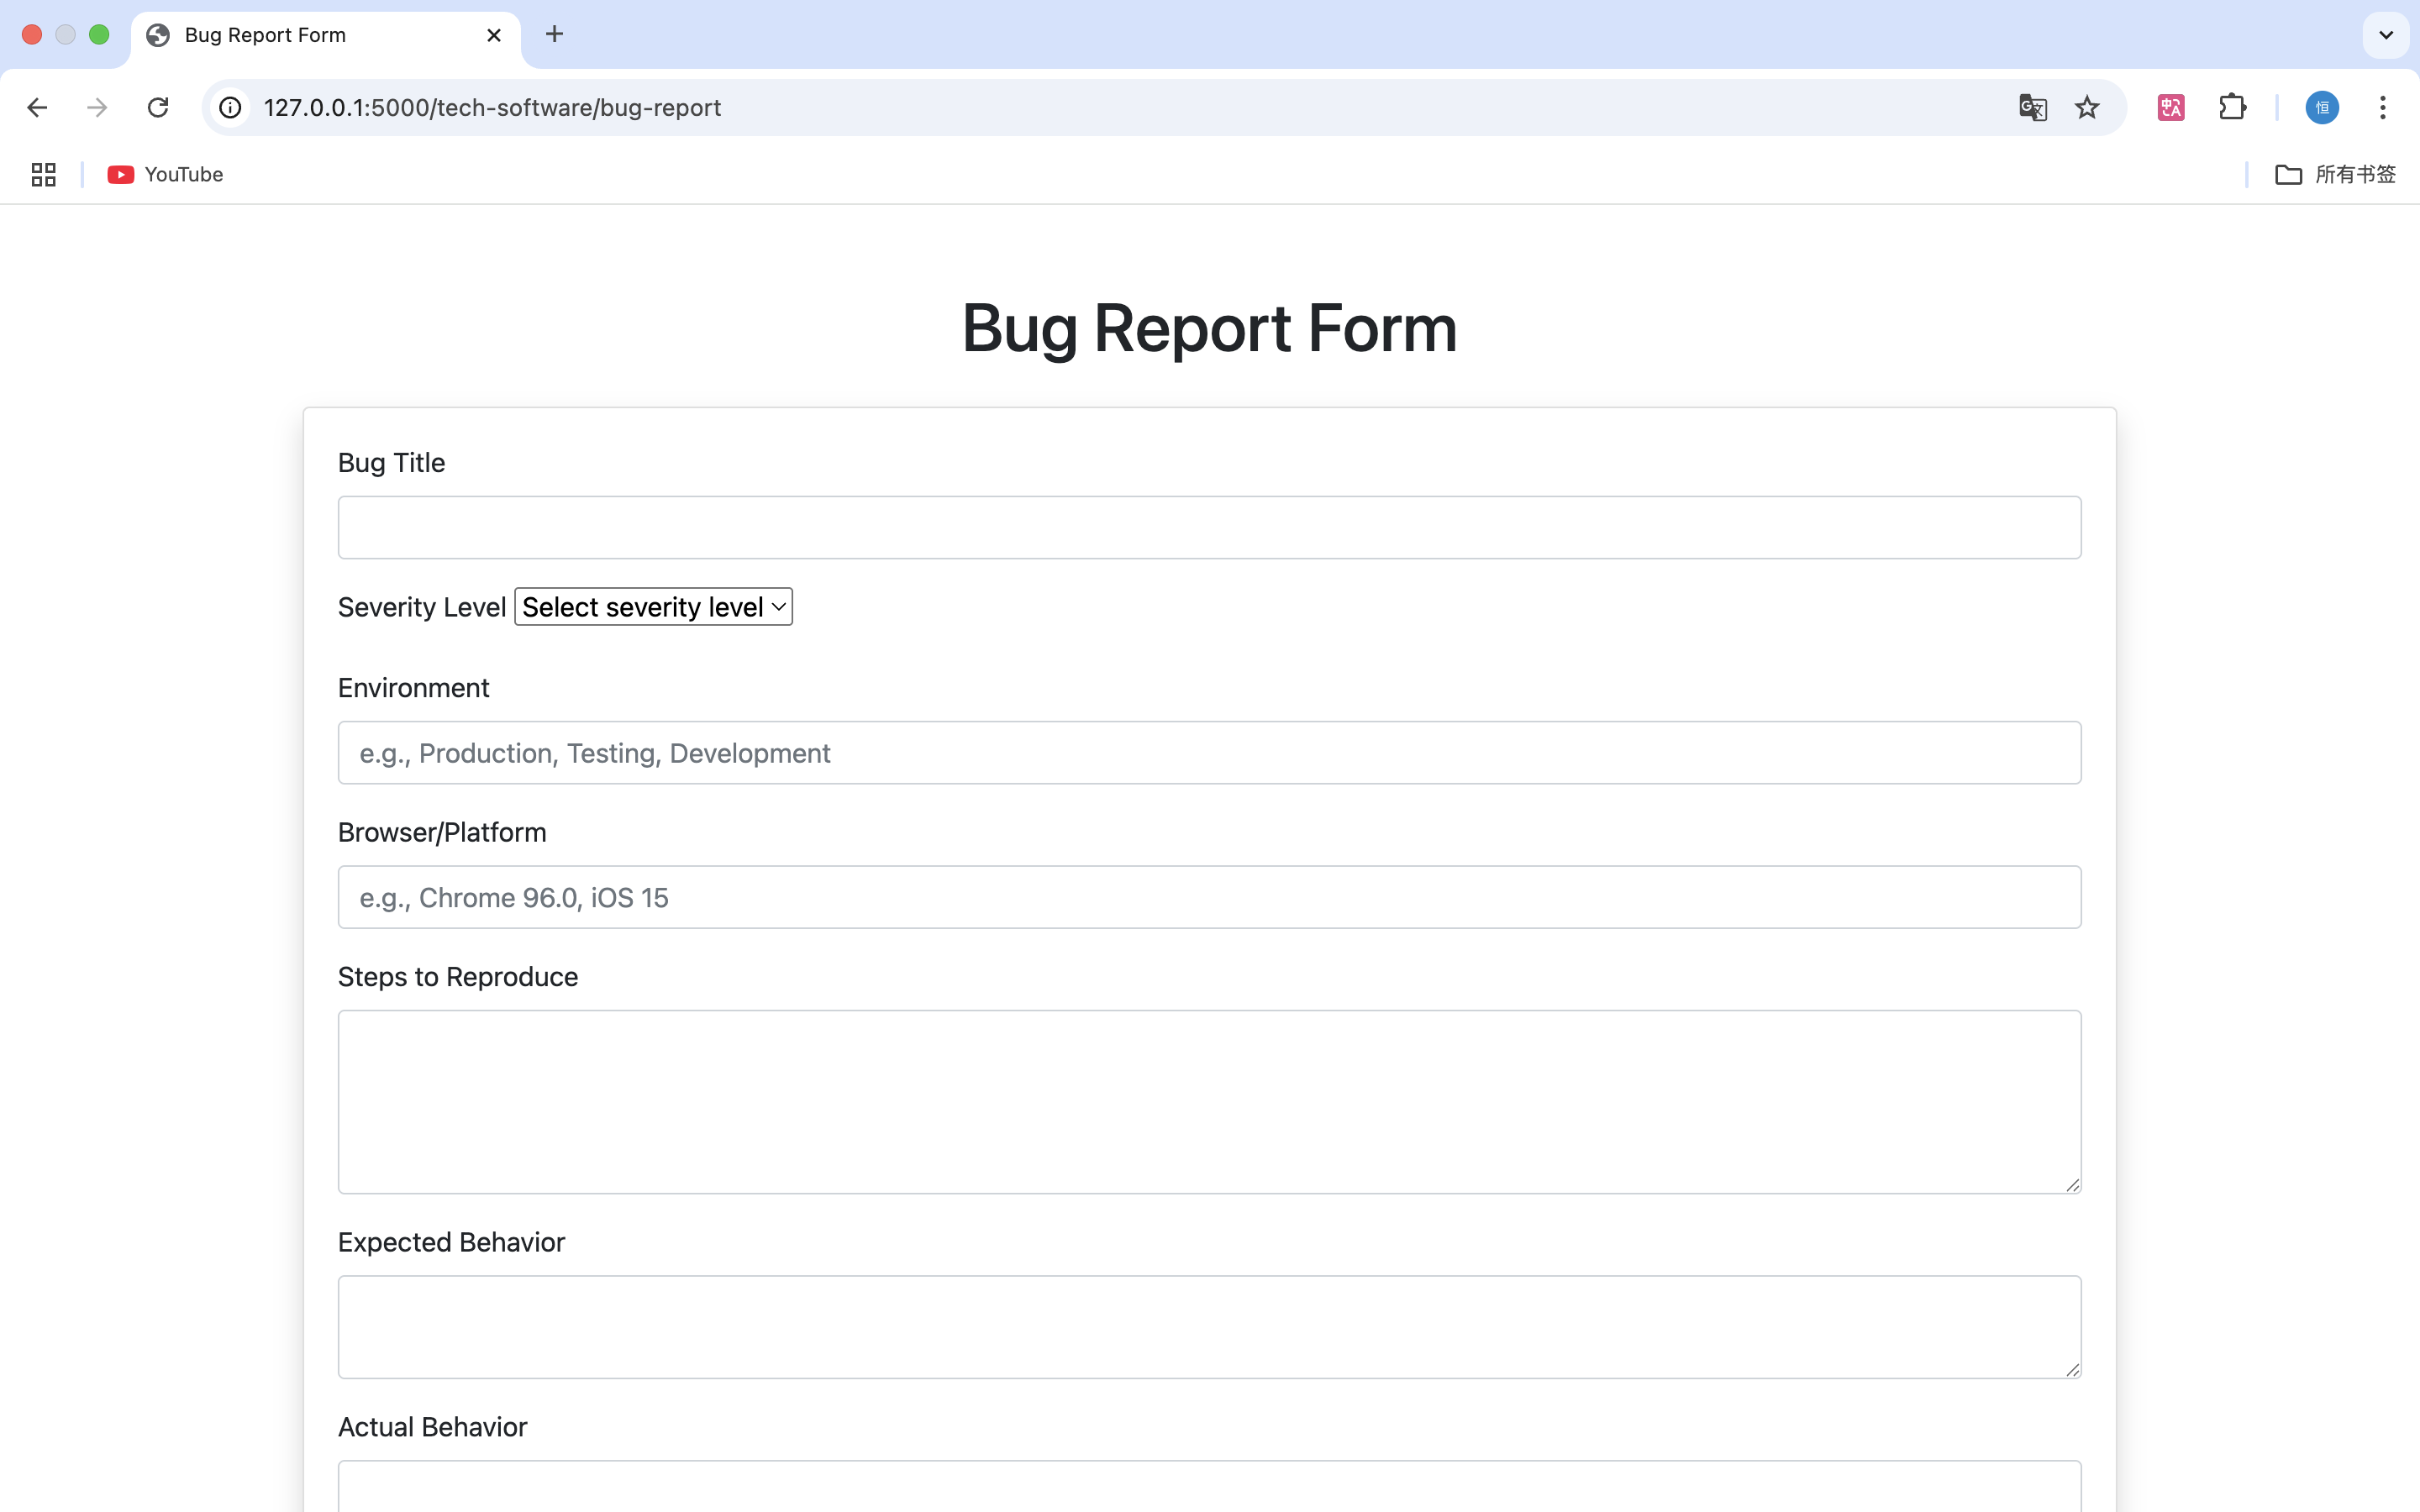 Bug Report Form
127.0.0.1:5000/tech-software/bug-report
恒
YouTube
所有书签
Bug Report Form
Bug Title
Severity Level Select severity level
Environment
e.g., Production, Testing, Development
Browser/Platform
e.g., Chrome 96.0, iOS 15
Steps to Reproduce
Expected Behavior
Actual Behavior